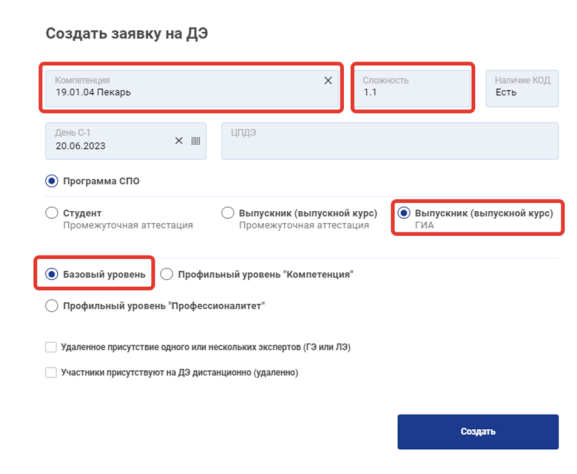 Создать заявку на ДЭ
Компетенция
19.01.04 Пекарь
Сложность
1.1
Наличие КОД
Есть
День С-1
20.06.2023
ЦПДЭ
Программа СПО
Студент
Промежуточная аттестация
Выпускник (выпускной курс)
Промежуточная аттестация
Выпускник (выпускной курс)
ГИА
Базовый уровень
Профильный уровень "Компетенция"
Профильный уровень "Профессионалитет"
Удаленное присутствие одного или нескольких экспертов (ГЭ или ЛЭ)
Участники присутствуют на ДЭ дистанционно (удаленно)
Создать